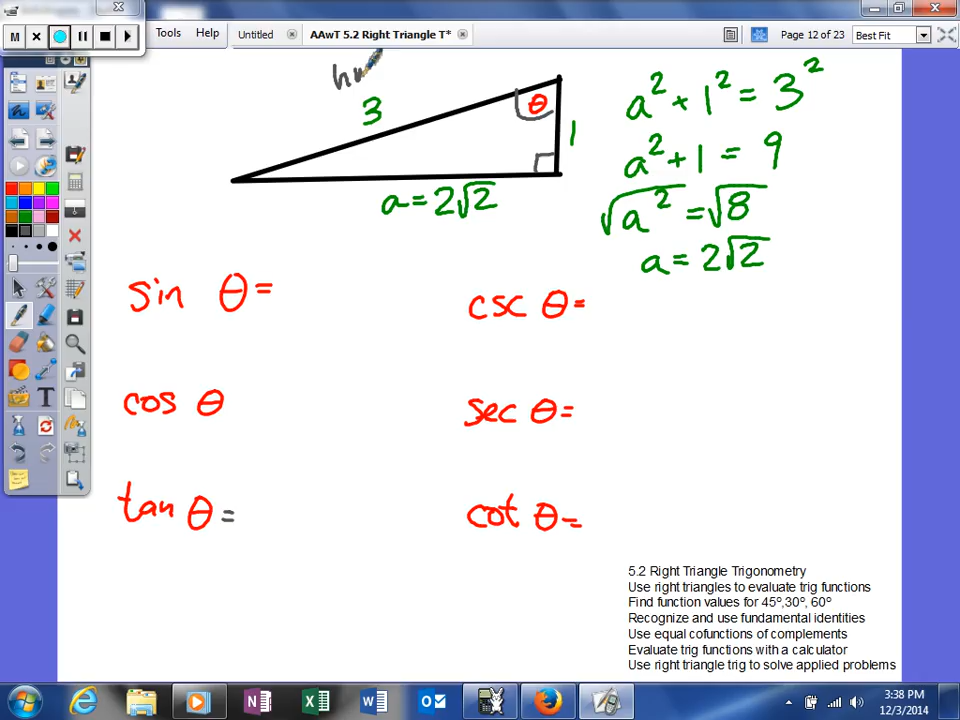 Tools Help Untitled AAwT 5.2 Right Triangle T* Page 12 of 23 Best Fit
M
3
θ
1
a = 2√2
a² + 1² = 3²
a² + 1 = 9
√a² = √8
a = 2√2
sin θ =
csc θ =
cos θ
sec θ =
tan θ =
cot θ =
5.2 Right Triangle Trigonometry
Use right triangles to evaluate trig functions
Find function values for 45º,30º, 60º
Recognize and use fundamental identities
Use equal cofunctions of complements
Evaluate trig functions with a calculator
Use right triangle trig to solve applied problems
3:38 PM
12/3/2014